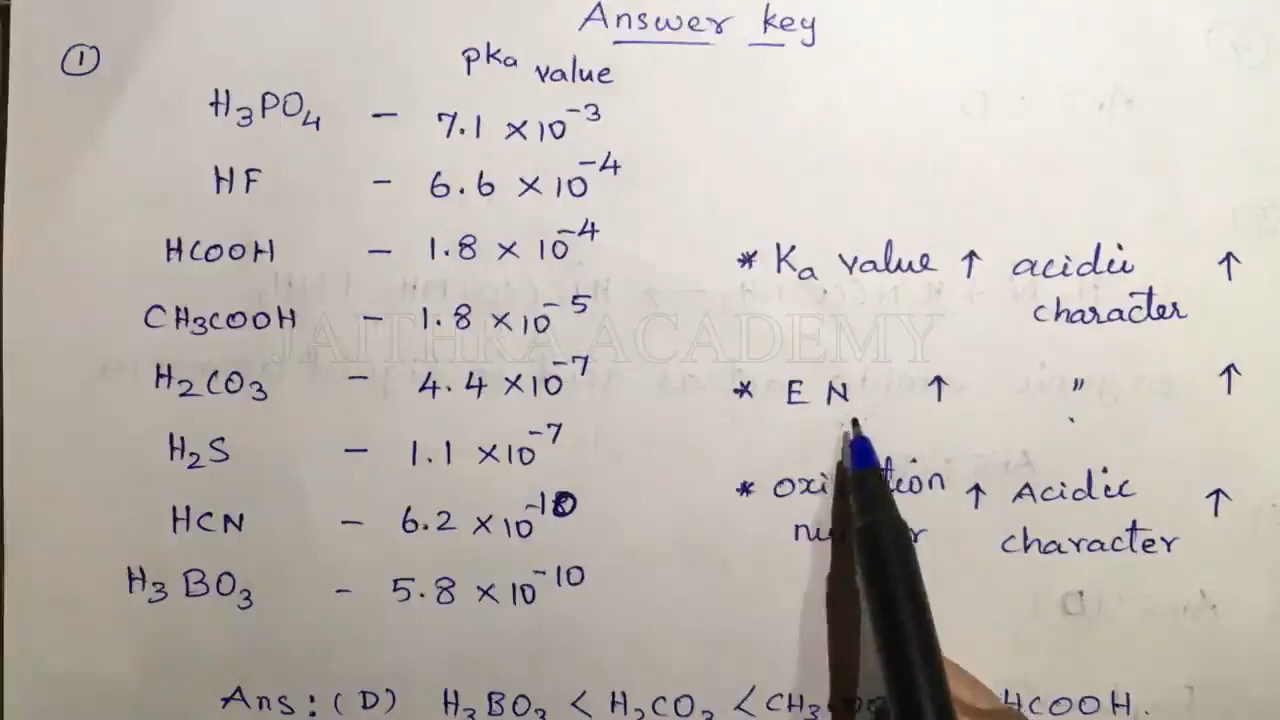 Answer key
①
pka value
H3PO4 – 7.1 × 10⁻³
HF – 6.6 × 10⁻⁴
HCOOH – 1.8 × 10⁻⁴
* Ka value ↑ acidic character ↑
CH3COOH – 1.8 × 10⁻⁵
JAITHRA ACADEMY
H2CO3 – 4.4 × 10⁻⁷
* E N ↑ " ↑
H2S – 1.1 × 10⁻⁷
* ↑ Acidic character ↑
HCN – 6.2 × 10⁻¹⁰
H3BO3 – 5.8 × 10⁻¹⁰
Ans : (D) H3BO3 < H2CO3 < CH3 HCOOH.